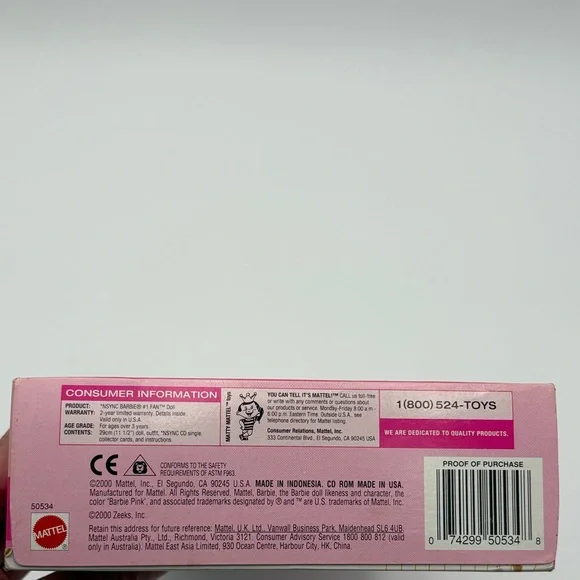 CONSUMER INFORMATION
PRODUCT: *NSYNC BARBIE® #1 FAN™ Doll
WARRANTY: 2-year limited warranty. Details inside.
Valid only in U.S.A.
AGE GRADE: For ages over 3 years.
CONTENTS: 29cm (11 1/2") doll, outfit, *NSYNC CD single,
collector cards, and instructions
MATTY MATTEL™ says
YOU CAN TELL IT'S MATTEL!™ CALL us toll-free
or write with any comments or questions about
our products or service. Monday-Friday 8:00 a.m.-
6:00 p.m. Eastern Time. Outside U.S.A., see
telephone directory for Mattel listing.
Consumer Relations, Mattel, Inc.
333 Continental Blvd., El Segundo, CA 90245 USA
1(800)524-TOYS
WE ARE DEDICATED TO QUALITY PRODUCTS.
CE
CONFORMS TO THE SAFETY
REQUIREMENTS OF ASTM F963.
©2000 Mattel, Inc., El Segundo, CA 90245 U.S.A. MADE IN INDONESIA. CD ROM MADE IN USA.
Manufactured for Mattel. All Rights Reserved. Mattel, Barbie, the Barbie doll likeness and character, the
color "Barbie Pink", and associated trademarks designated by ® and ™ are U.S. trademarks of Mattel, Inc.
©2000 Zeeks, Inc.
Retain this address for future reference: Mattel, U.K. Ltd., Vanwall Business Park, Maidenhead SL6 4UB.
Mattel Australia Pty., Ltd., Richmond, Victoria 3121. Consumer Advisory Service 1800 800 812 (valid only
in Australia). Mattel East Asia Limited, 930 Ocean Centre, Harbour City, HK, China.
50534
MATTEL
PROOF OF PURCHASE
0 74299 50534 8